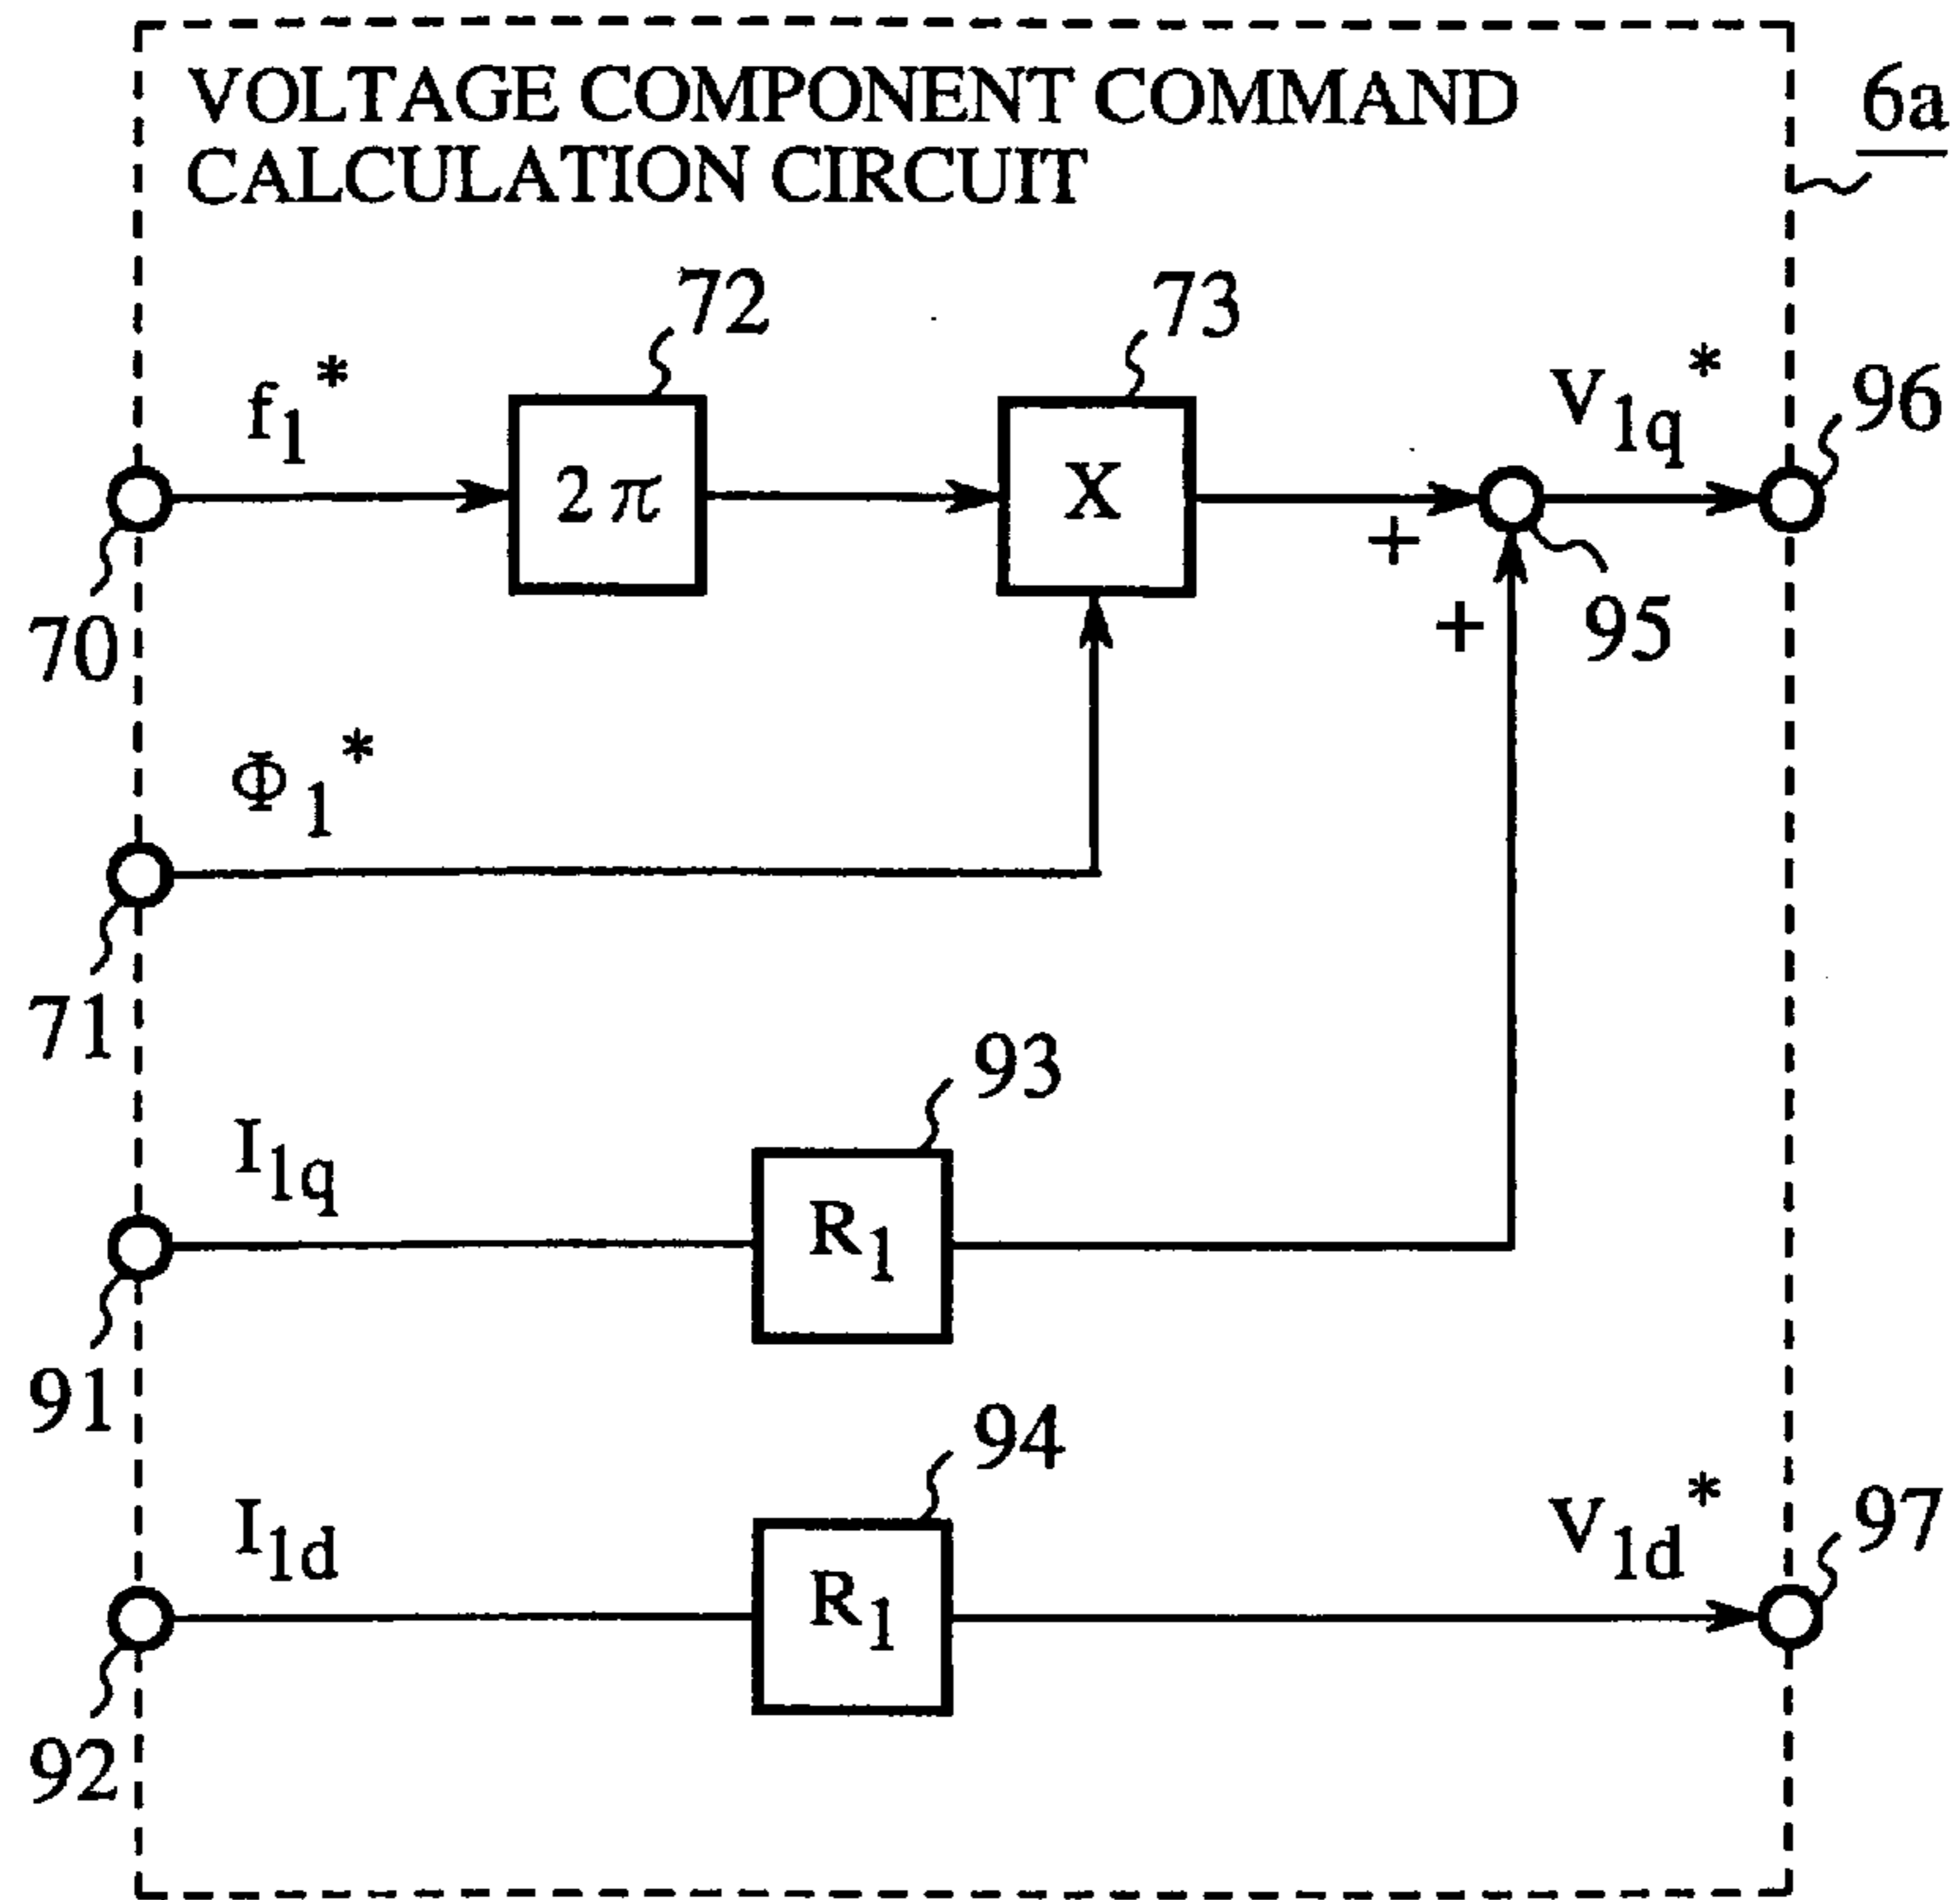 VOLTAGE COMPONENT COMMAND
CALCULATION CIRCUIT
6a
72
73
f1*
V1q*
96
2π
X
+
70
+
95
Φ1*
71
93
I1q
R1
91
94
I1d
V1d*
97
R1
92